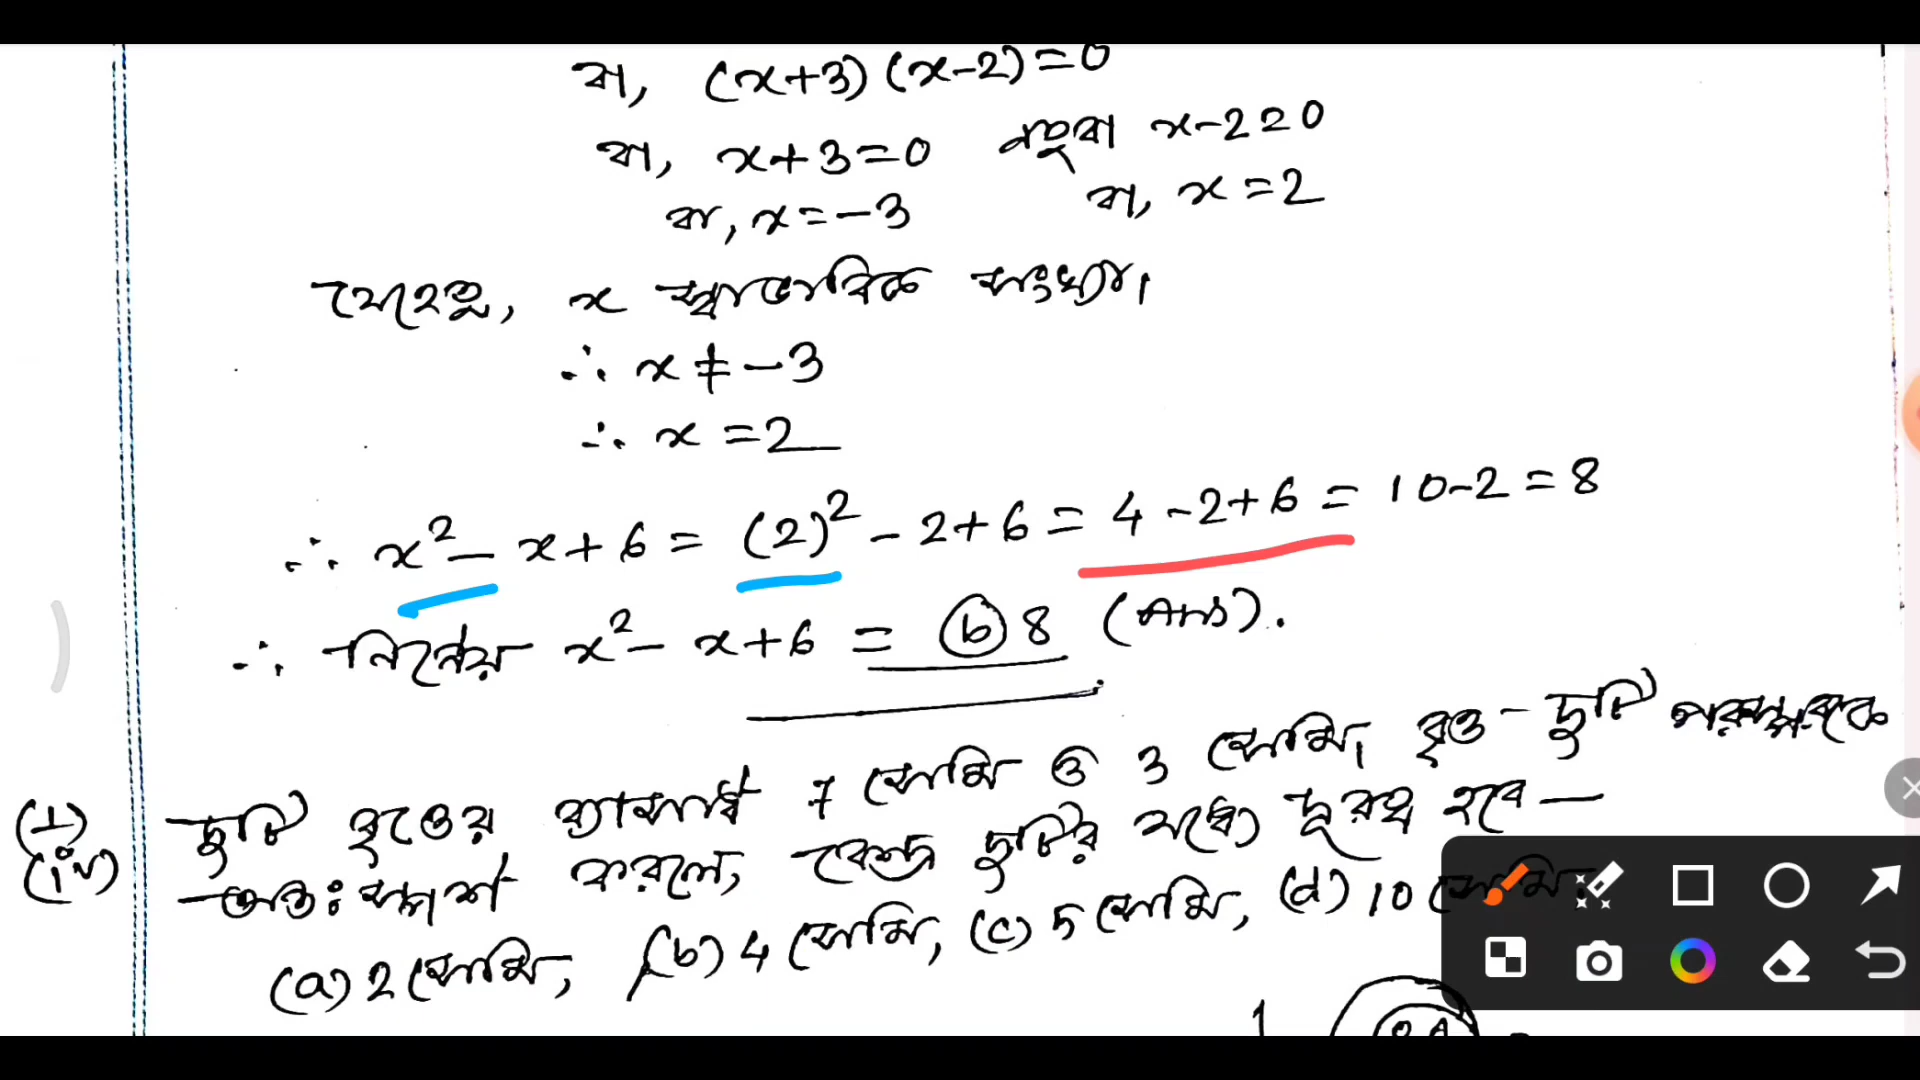 বা, (x+3) (x-2)=0
বা, x+3=0 অথবা x-2=0
বা, x=-3 বা, x=2
যেহেতু, x স্বাভাবিক সংখ্যা।
∴ x ≠ -3
∴ x = 2
∴ x² - x + 6 = (2)² - 2 + 6 = 4 - 2 + 6 = 10 - 2 = 8
∴ নির্ণেয় x² - x + 6 = (b) 8 (Ans).
(1)(iv) দুটি বৃত্তের ব্যাসার্ধ 7 সেমি ও 3 সেমি, বৃত্ত দুটি পরস্পরকে
অন্তঃস্পর্শ করলে, কেন্দ্র দুটির মধ্যে দূরত্ব হবে —
(a) 2 সেমি, (b) 4 সেমি, (c) 5 সেমি, (d) 10 সেমি